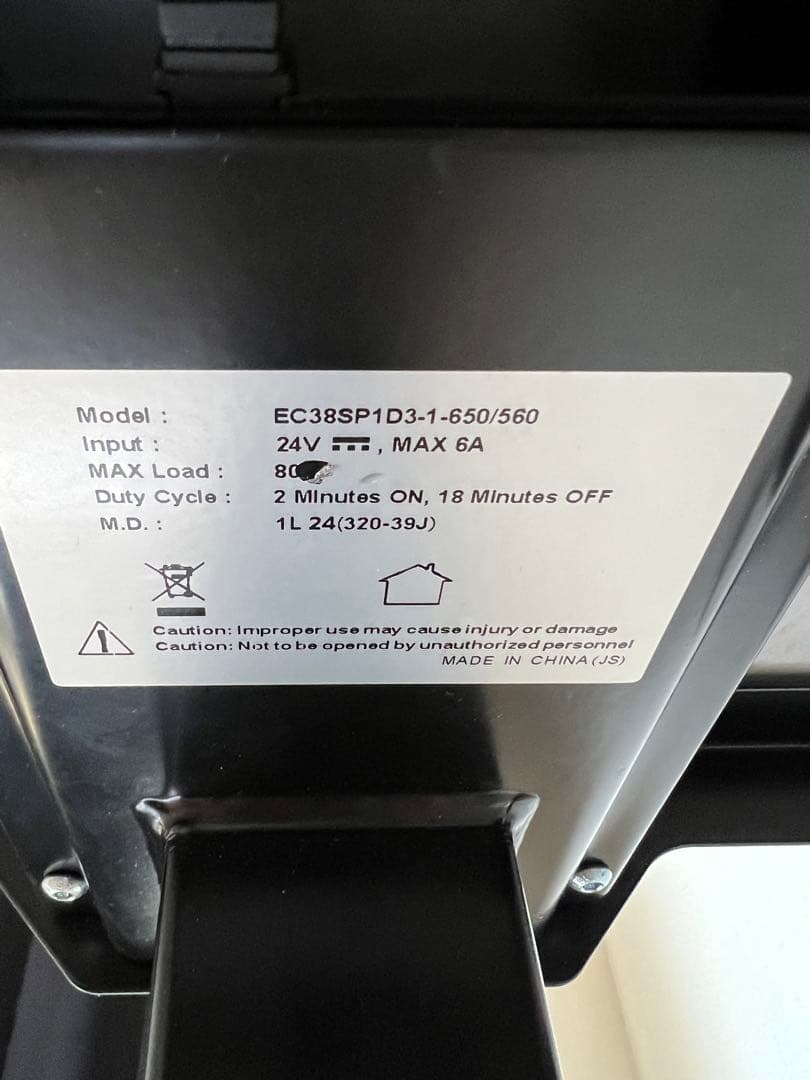 Model : EC38SP1D3-1-650/560
Input : 24V ⎓, MAX 6A
MAX Load : 80
Duty Cycle : 2 Minutes ON, 18 Minutes OFF
M.D. : 1L 24(320-39J)
Caution: Improper use may cause injury or damage
Caution: Not to be opened by unauthorized personnel
MADE IN CHINA(JS)